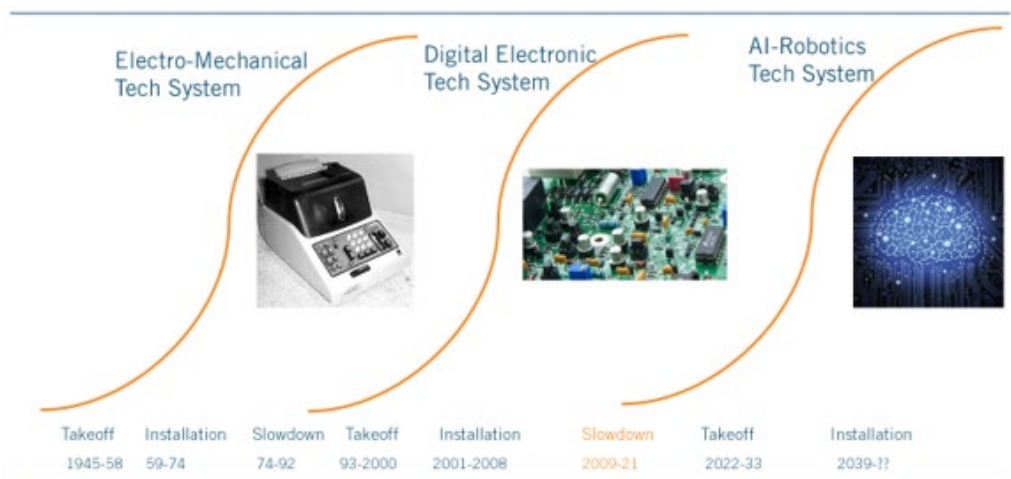 Electro-Mechanical
Tech System
Digital Electronic
Tech System
AI-Robotics
Tech System
Takeoff Installation Slowdown Takeoff Installation Slowdown Takeoff Installation
1945-58 59-74 74-92 93-2000 2001-2008 2009-21 2022-33 2039-??